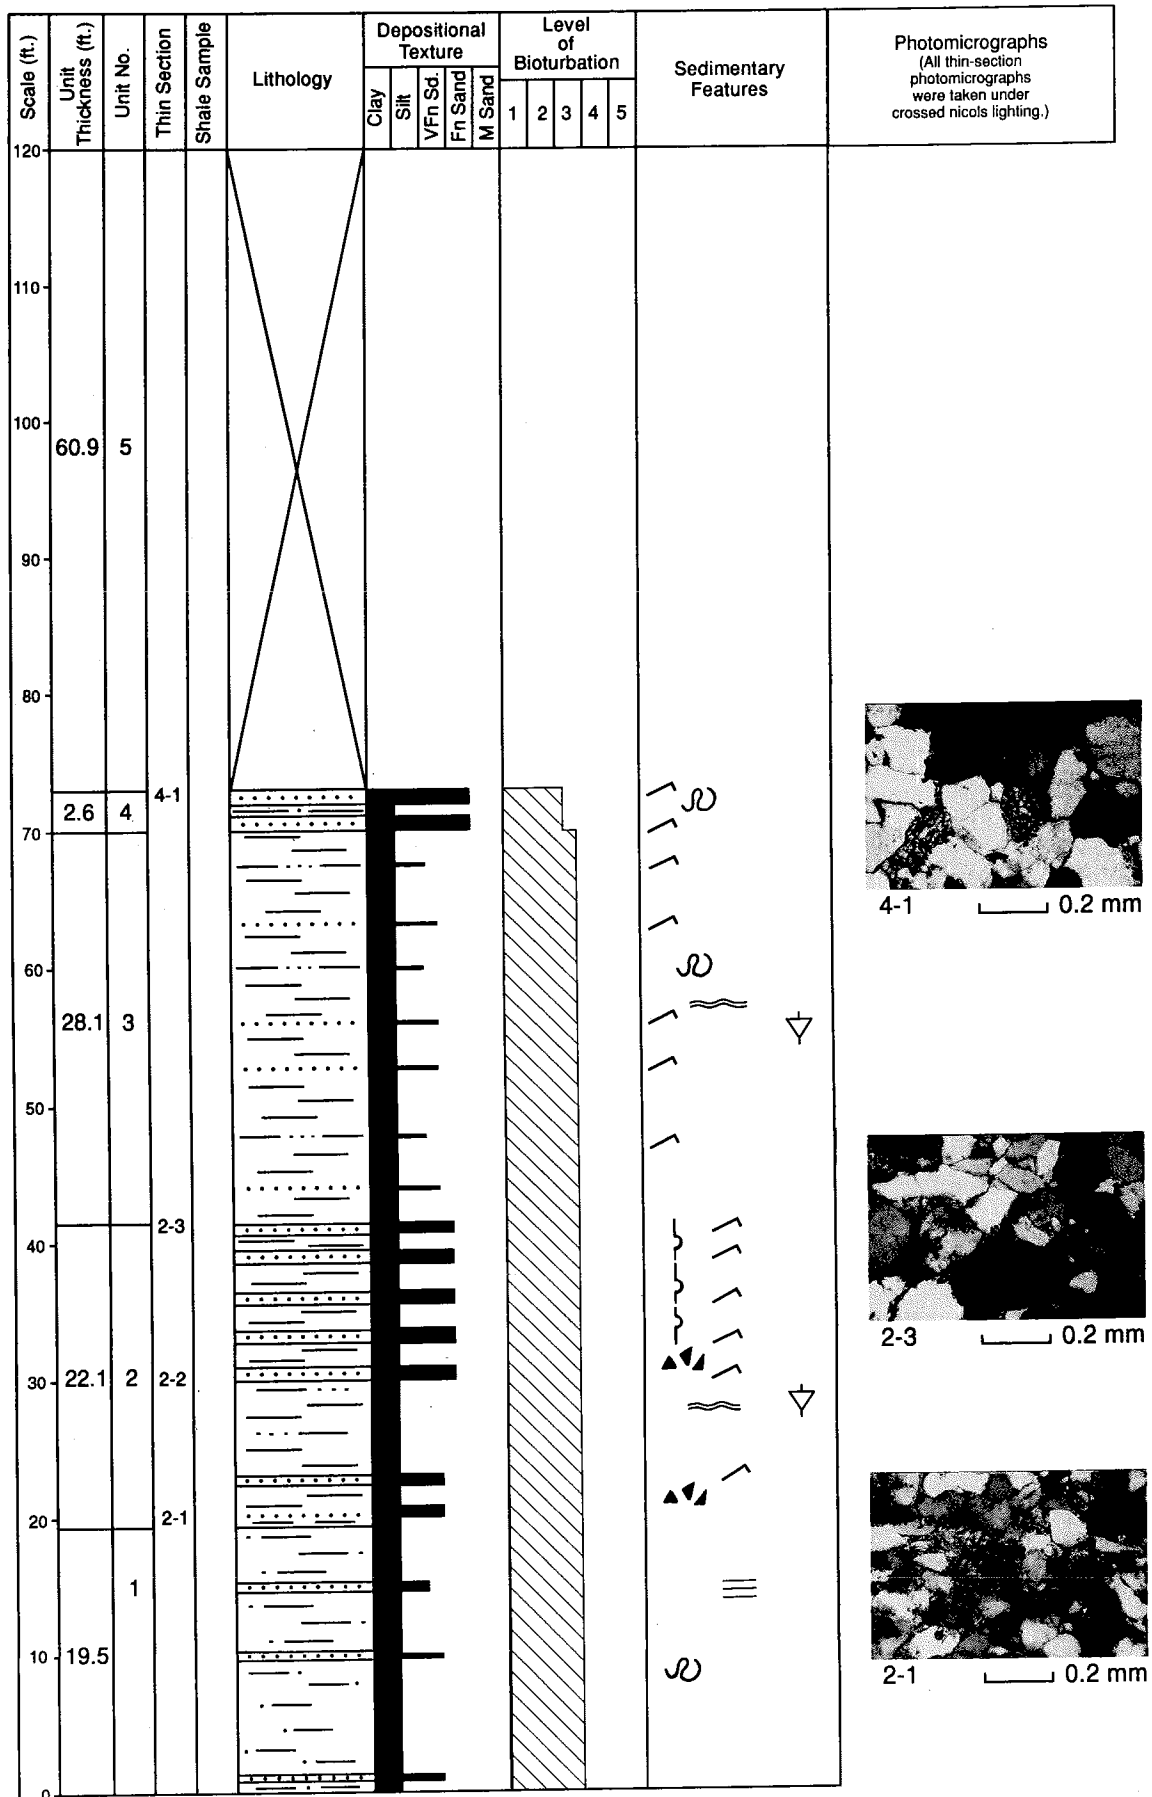 Scale (ft.)
Unit
Thickness (ft.)
Unit No.
Thin Section
Shale Sample
Lithology
Depositional
Texture
Clay
Silt
VFn Sd.
Fn Sand
M Sand
Level
of
Bioturbation
1 2 3 4 5
Sedimentary
Features
Photomicrographs
(All thin-section
photomicrographs
were taken under
crossed nicols lighting.)
120
110
100
60.9 5
90
80
4-1
2.6 4
70
4-1 0.2 mm
60
28.1 3
50
2-3
40
2-3 0.2 mm
30 22.1 2 2-2
20 2-1
1
10 19.5
2-1 0.2 mm
0